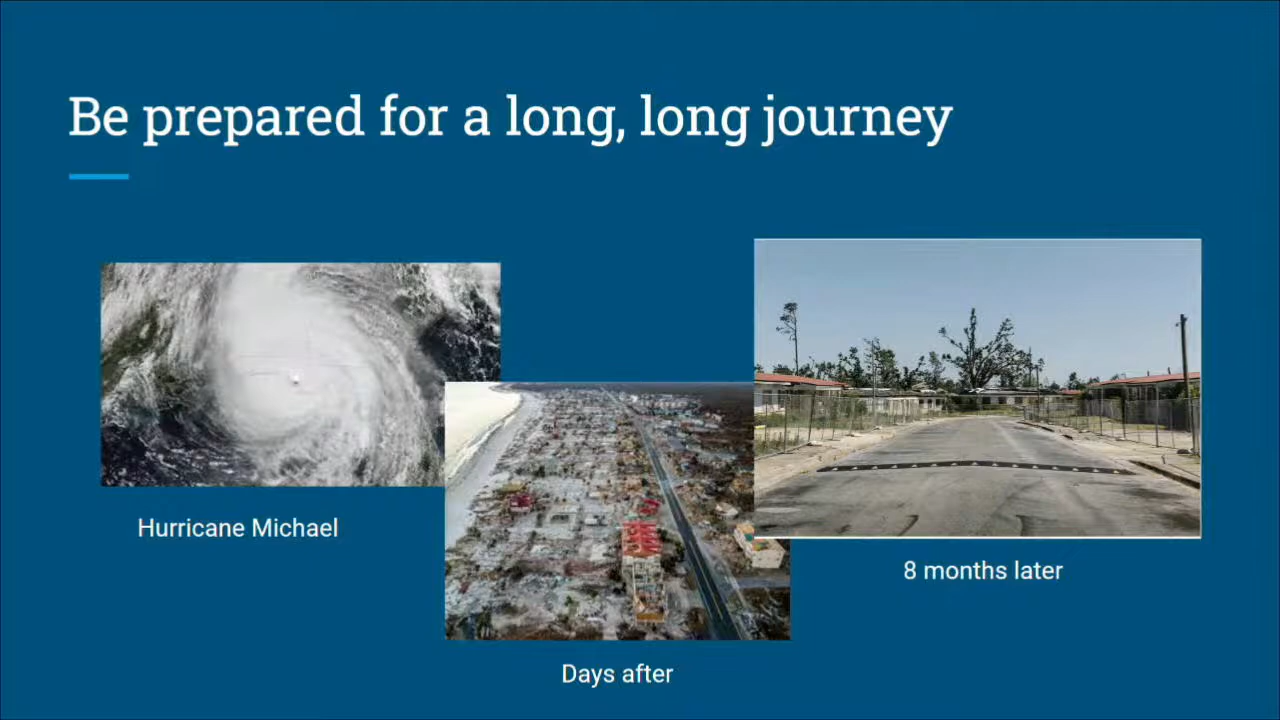 Be prepared for a long, long journey
Hurricane Michael
Days after
8 months later